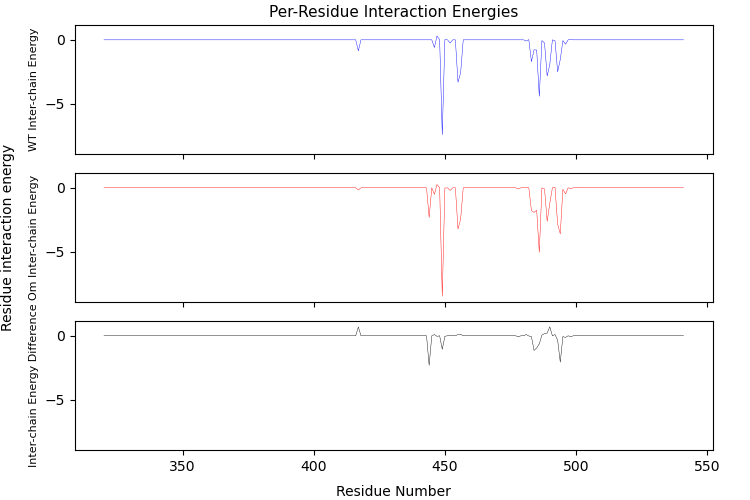 Per-Residue Interaction Energies
Residue interaction energy
WT Inter-chain Energy
0
−5
Om Inter-chain Energy
0
−5
Inter-chain Energy Difference
0
−5
350
400
450
500
550
Residue Number